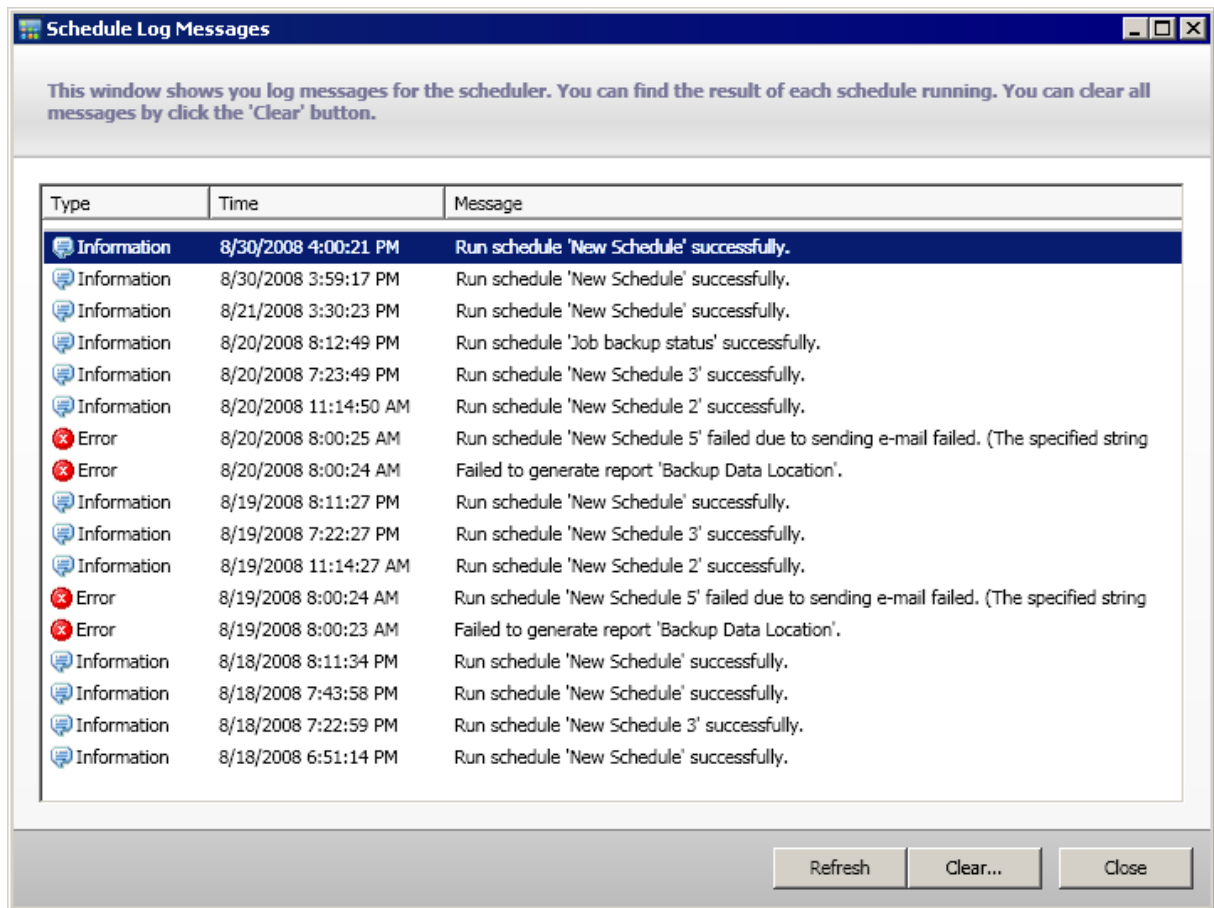 Schedule Log Messages
This window shows you log messages for the scheduler. You can find the result of each schedule running. You can clear all
messages by click the 'Clear' button.
Type Time Message
Information 8/30/2008 4:00:21 PM Run schedule 'New Schedule' successfully.
Information 8/30/2008 3:59:17 PM Run schedule 'New Schedule' successfully.
Information 8/21/2008 3:30:23 PM Run schedule 'New Schedule' successfully.
Information 8/20/2008 8:12:49 PM Run schedule 'Job backup status' successfully.
Information 8/20/2008 7:23:49 PM Run schedule 'New Schedule 3' successfully.
Information 8/20/2008 11:14:50 AM Run schedule 'New Schedule 2' successfully.
Error 8/20/2008 8:00:25 AM Run schedule 'New Schedule 5' failed due to sending e-mail failed. (The specified string
Error 8/20/2008 8:00:24 AM Failed to generate report 'Backup Data Location'.
Information 8/19/2008 8:11:27 PM Run schedule 'New Schedule' successfully.
Information 8/19/2008 7:22:27 PM Run schedule 'New Schedule 3' successfully.
Information 8/19/2008 11:14:27 AM Run schedule 'New Schedule 2' successfully.
Error 8/19/2008 8:00:24 AM Run schedule 'New Schedule 5' failed due to sending e-mail failed. (The specified string
Error 8/19/2008 8:00:23 AM Failed to generate report 'Backup Data Location'.
Information 8/18/2008 8:11:34 PM Run schedule 'New Schedule' successfully.
Information 8/18/2008 7:43:58 PM Run schedule 'New Schedule' successfully.
Information 8/18/2008 7:22:59 PM Run schedule 'New Schedule 3' successfully.
Information 8/18/2008 6:51:14 PM Run schedule 'New Schedule' successfully.
Refresh Clear... Close